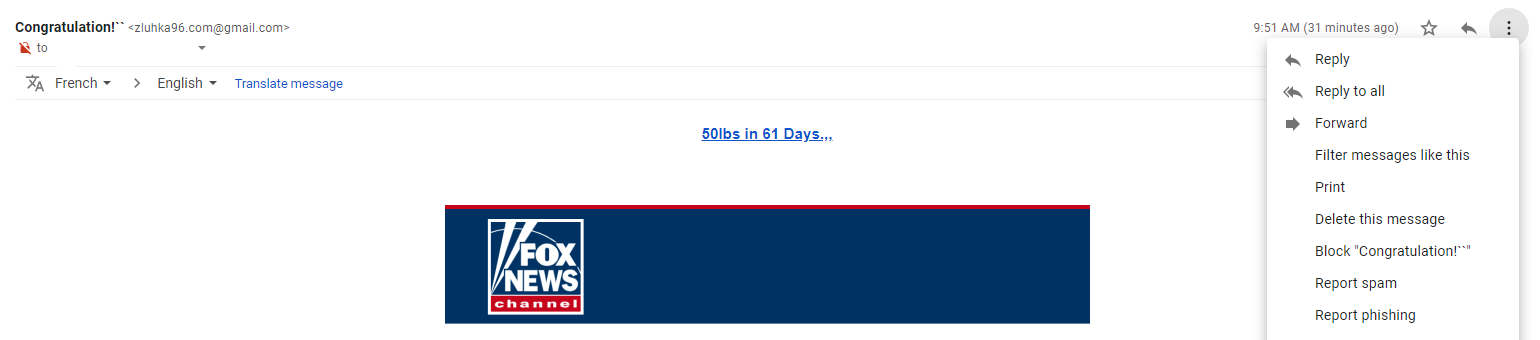 Congratulation!`` <zluhka96.com@gmail.com> 9:51 AM (31 minutes ago)
to
French English Translate message
50lbs in 61 Days.,,
FOX
NEWS
channel
Reply
Reply to all
Forward
Filter messages like this
Print
Delete this message
Block "Congratulation!``"
Report spam
Report phishing